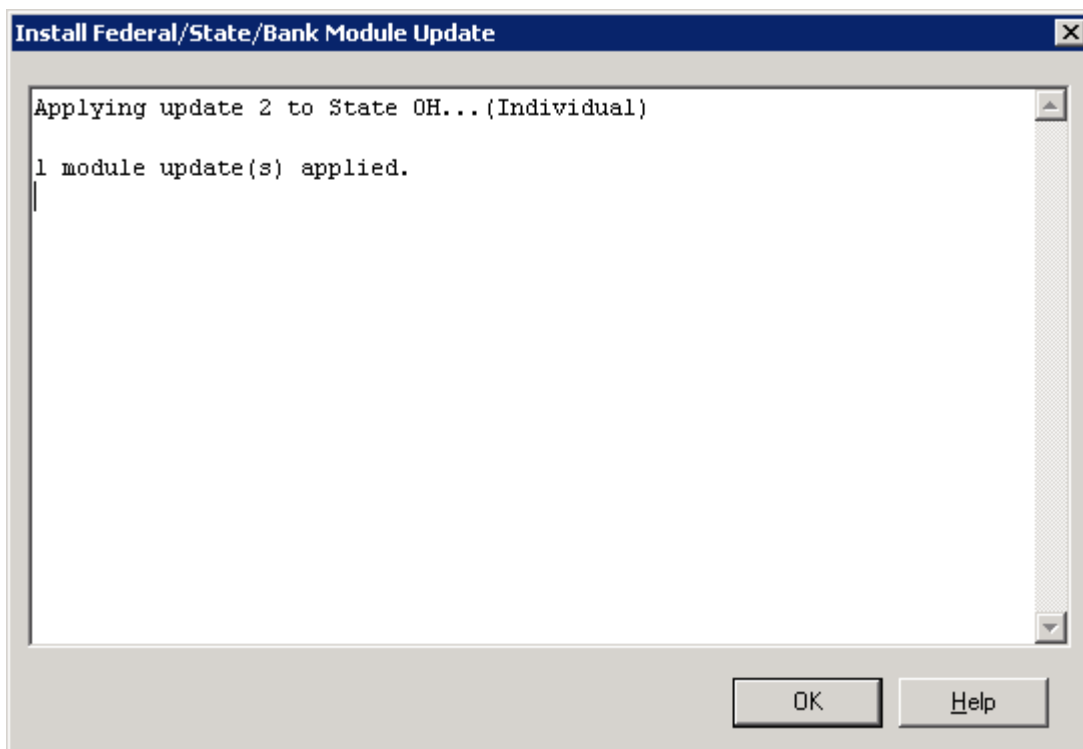 Install Federal/State/Bank Module Update
Applying update 2 to State OH...(Individual)
1 module update(s) applied.
OK
Help